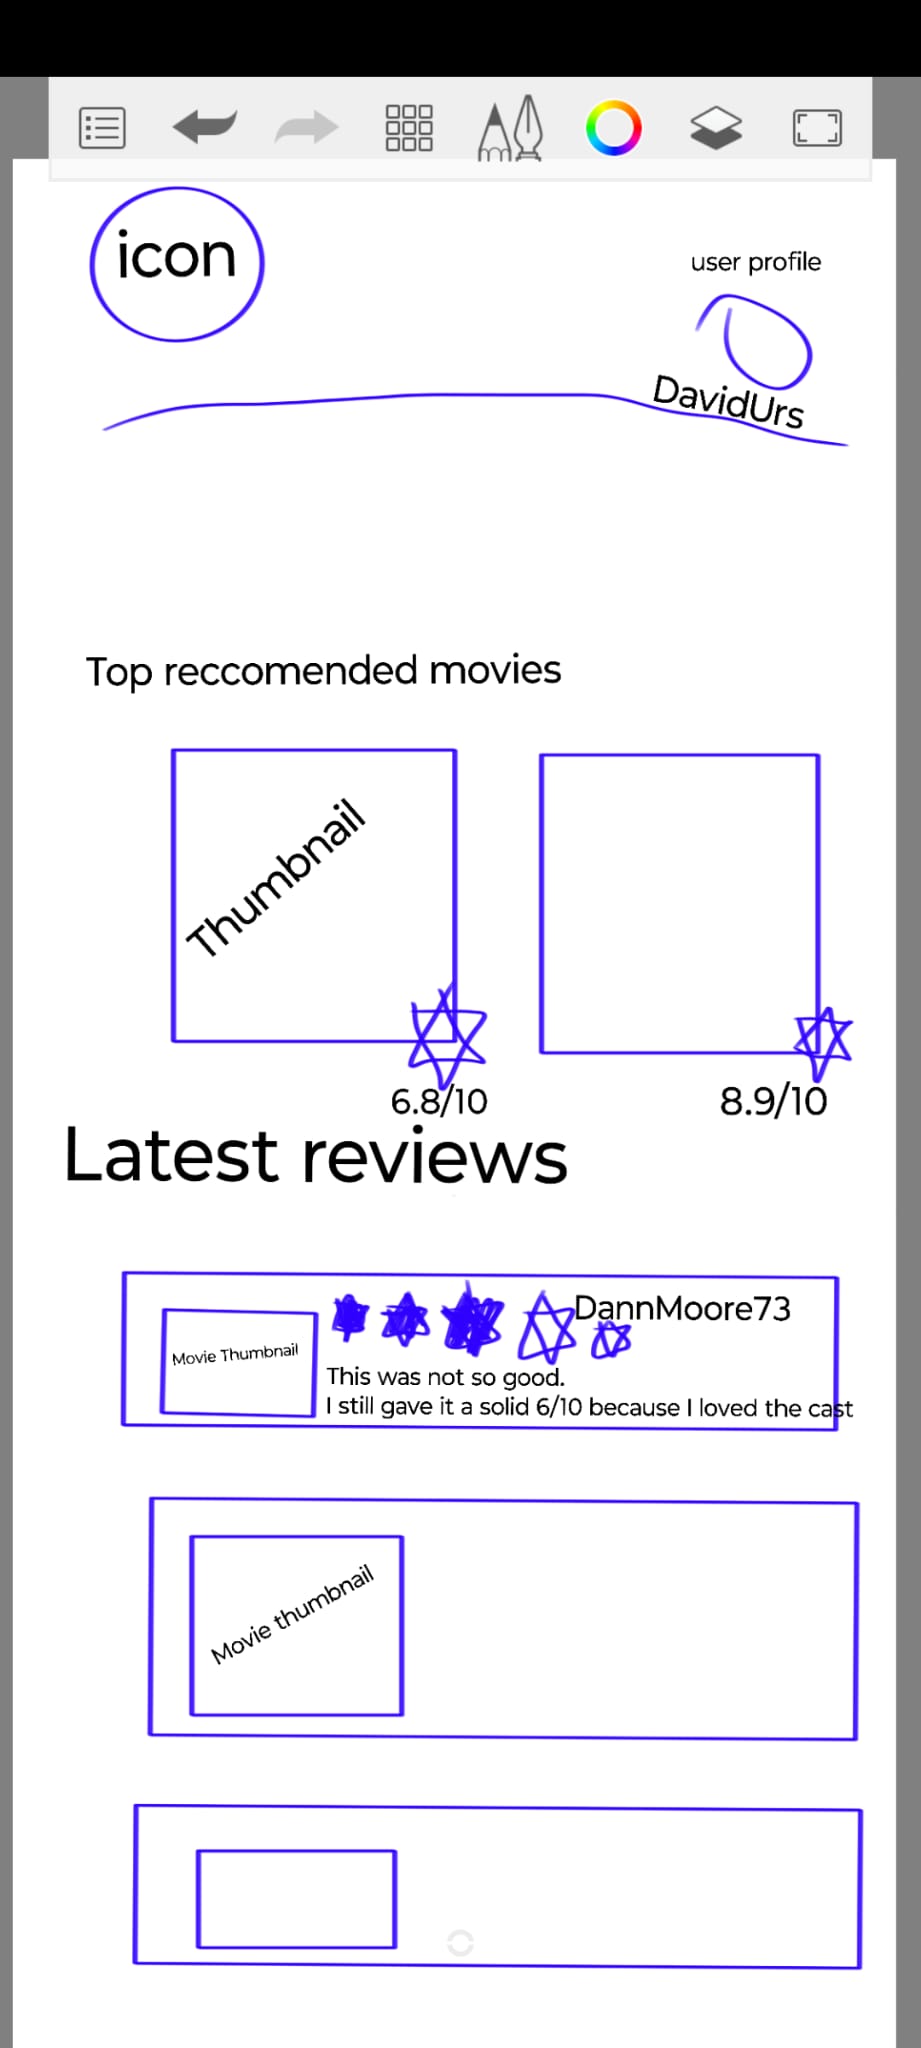 icon
user profile
DavidUrs
Top reccomended movies
Thumbnail
6.8/10
8.9/10
Latest reviews
DannMoore73
Movie Thumbnail
This was not so good.
I still gave it a solid 6/10 because I loved the cast
Movie thumbnail